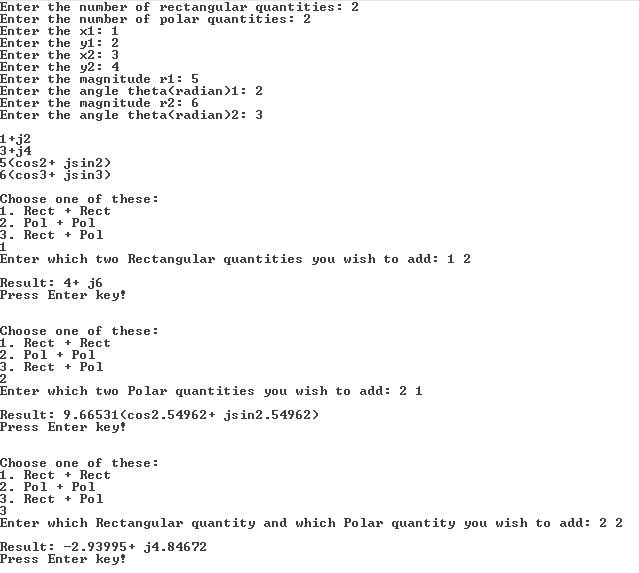 Enter the number of rectangular quantities: 2
Enter the number of polar quantities: 2
Enter the x1: 1
Enter the y1: 2
Enter the x2: 3
Enter the y2: 4
Enter the magnitude r1: 5
Enter the angle theta(radian)1: 2
Enter the magnitude r2: 6
Enter the angle theta(radian)2: 3
1+j2
3+j4
5(cos2+ jsin2)
6(cos3+ jsin3)
Choose one of these:
1. Rect + Rect
2. Pol + Pol
3. Rect + Pol
1
Enter which two Rectangular quantities you wish to add: 1 2
Result: 4+ j6
Press Enter key!
Choose one of these:
1. Rect + Rect
2. Pol + Pol
3. Rect + Pol
2
Enter which two Polar quantities you wish to add: 2 1
Result: 9.66531(cos2.54962+ jsin2.54962)
Press Enter key!
Choose one of these:
1. Rect + Rect
2. Pol + Pol
3. Rect + Pol
3
Enter which Rectangular quantity and which Polar quantity you wish to add: 2 2
Result: -2.93995+ j4.84672
Press Enter key!